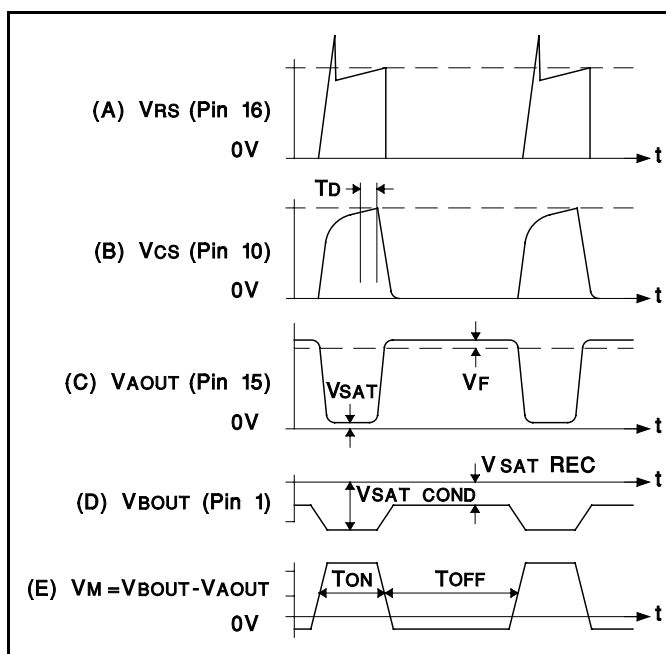 (A) VRS (Pin 16)
0V
t
TD
(B) VCS (Pin 10)
0V
t
(C) VAOUT (Pin 15)
VSAT
VF
0V
t
VSAT REC
(D) VBOUT (Pin 1)
VSAT COND
t
(E) VM=VBOUT-VAOUT
TON
TOFF
0V
t